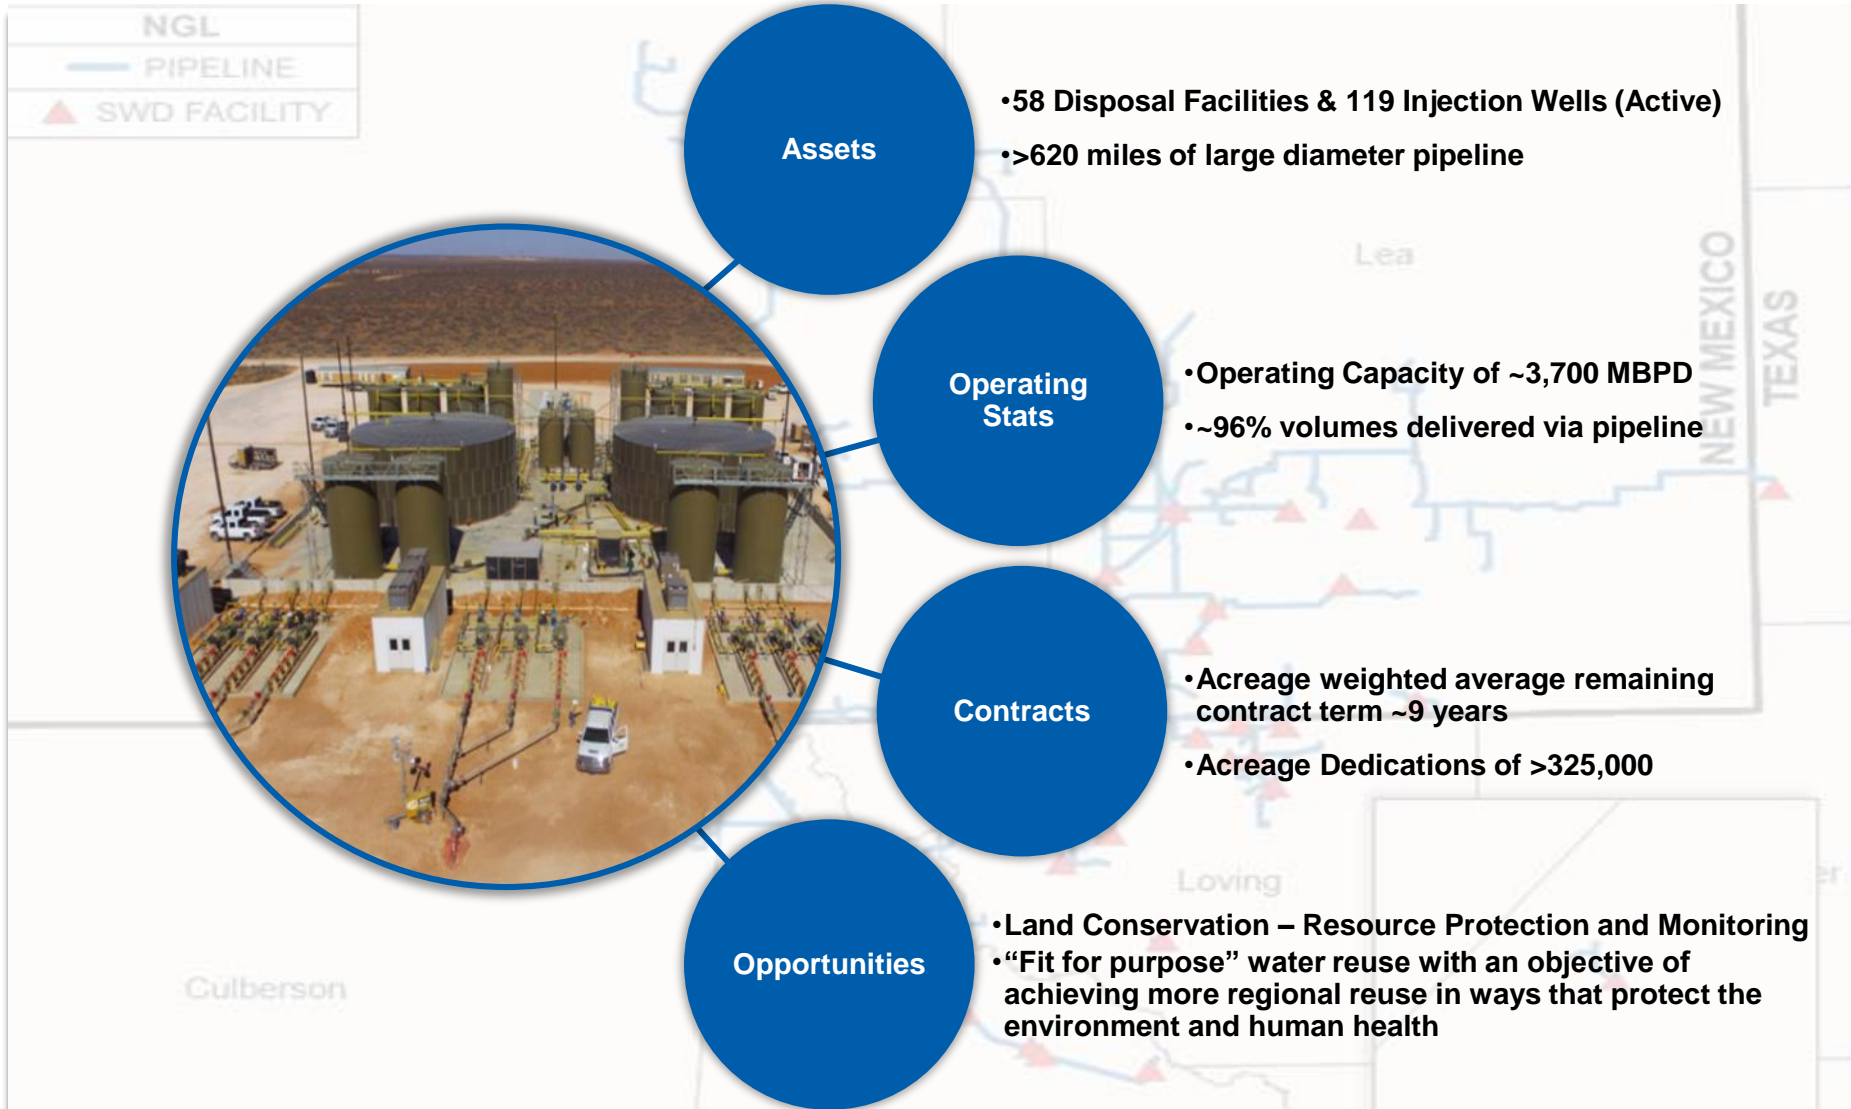 NGL
PIPELINE
SWD FACILITY
Assets
•58 Disposal Facilities & 119 Injection Wells (Active)
•>620 miles of large diameter pipeline
Lea
NEW MEXICO
TEXAS
Operating
Stats
•Operating Capacity of ~3,700 MBPD
•~96% volumes delivered via pipeline
Contracts
•Acreage weighted average remaining
contract term ~9 years
•Acreage Dedications of >325,000
Loving
Culberson
Opportunities
•Land Conservation – Resource Protection and Monitoring
•“Fit for purpose” water reuse with an objective of
achieving more regional reuse in ways that protect the
environment and human health